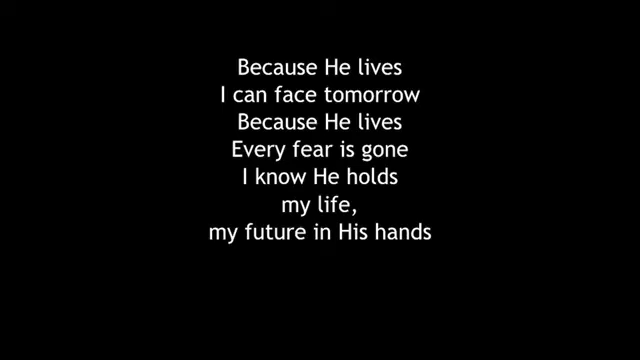 Because He lives
I can face tomorrow
Because He lives
Every fear is gone
I know He holds
my life,
my future in His hands